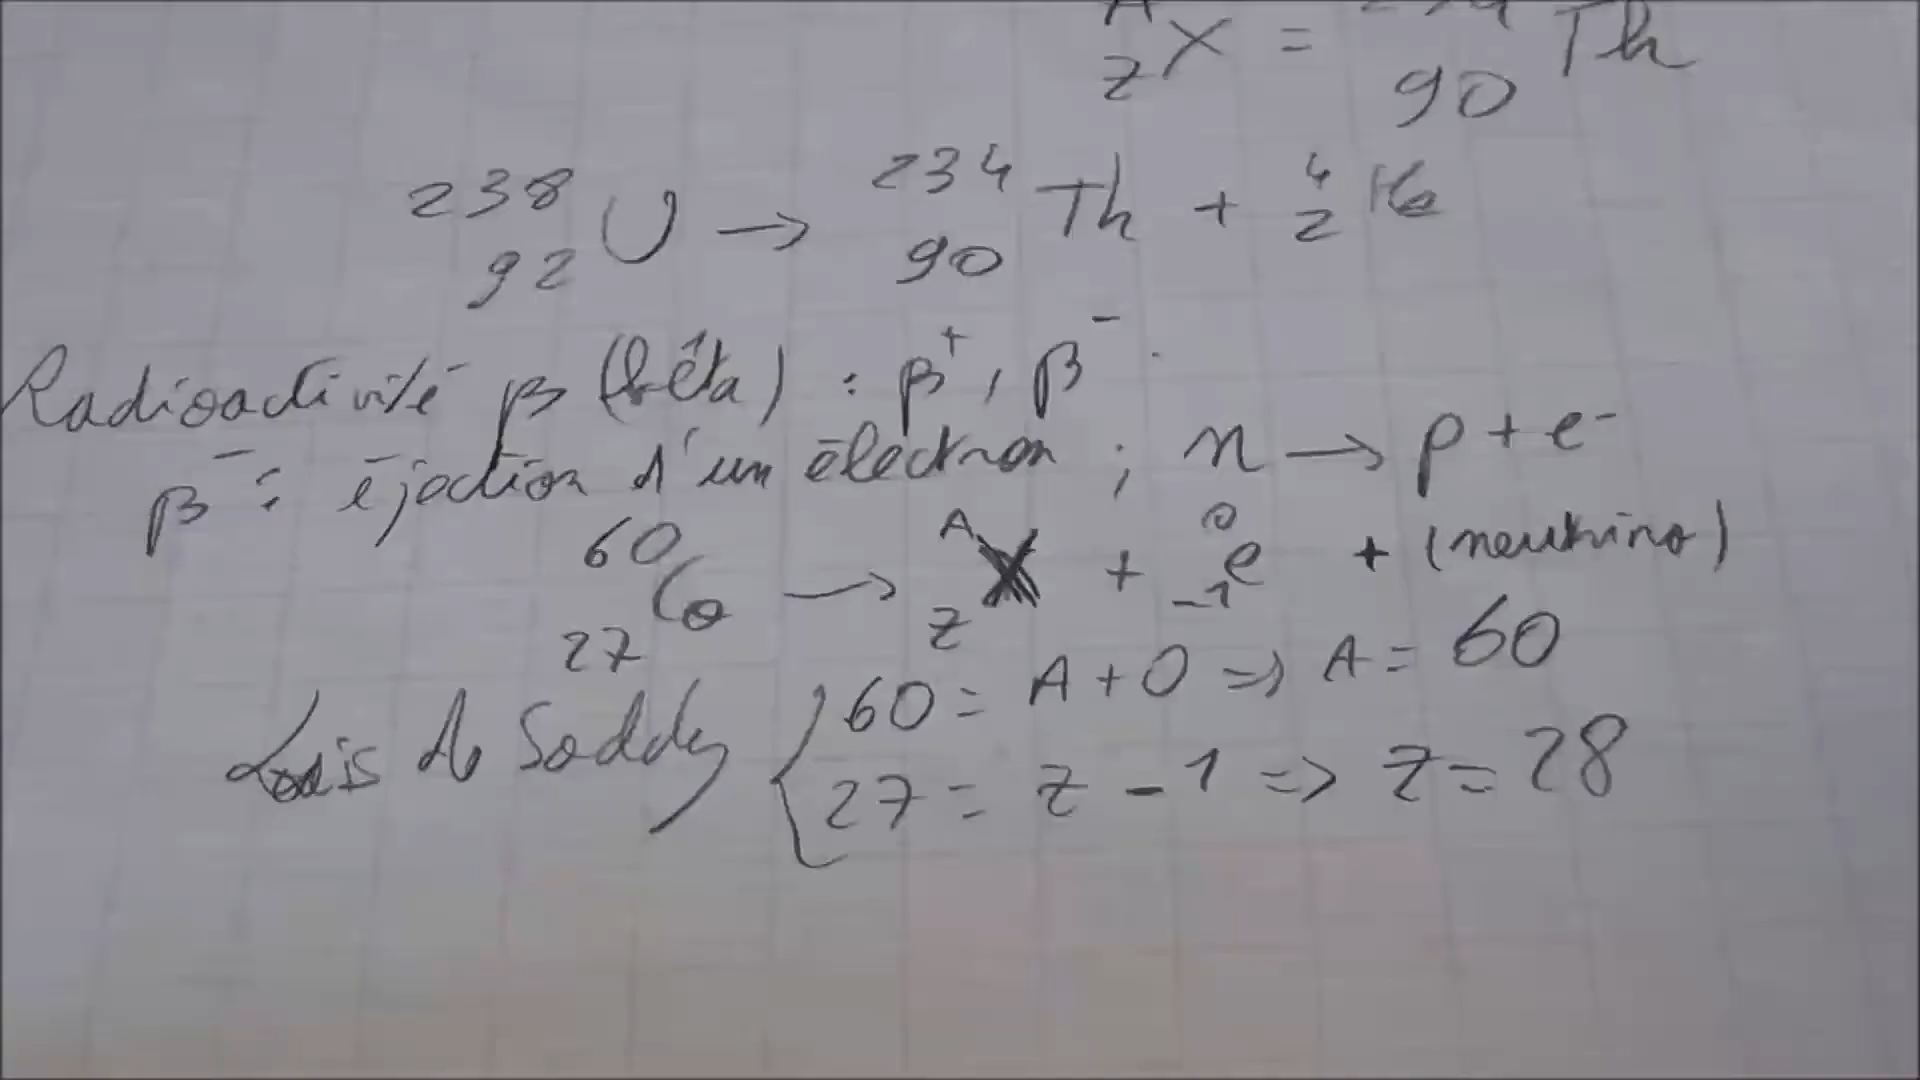 A Z X = 234 90 Th
238 92 U → 234 90 Th + 4 2 He
Radioactivité β (bêta) : β⁺, β⁻.
β⁻ : éjection d'un électron ; n → p + e⁻
60 27 Co → A Z X + 0 -1 e + (neutrino)
Lois de Soddy { 60 = A + 0 => A = 60
27 = Z - 1 => Z = 28